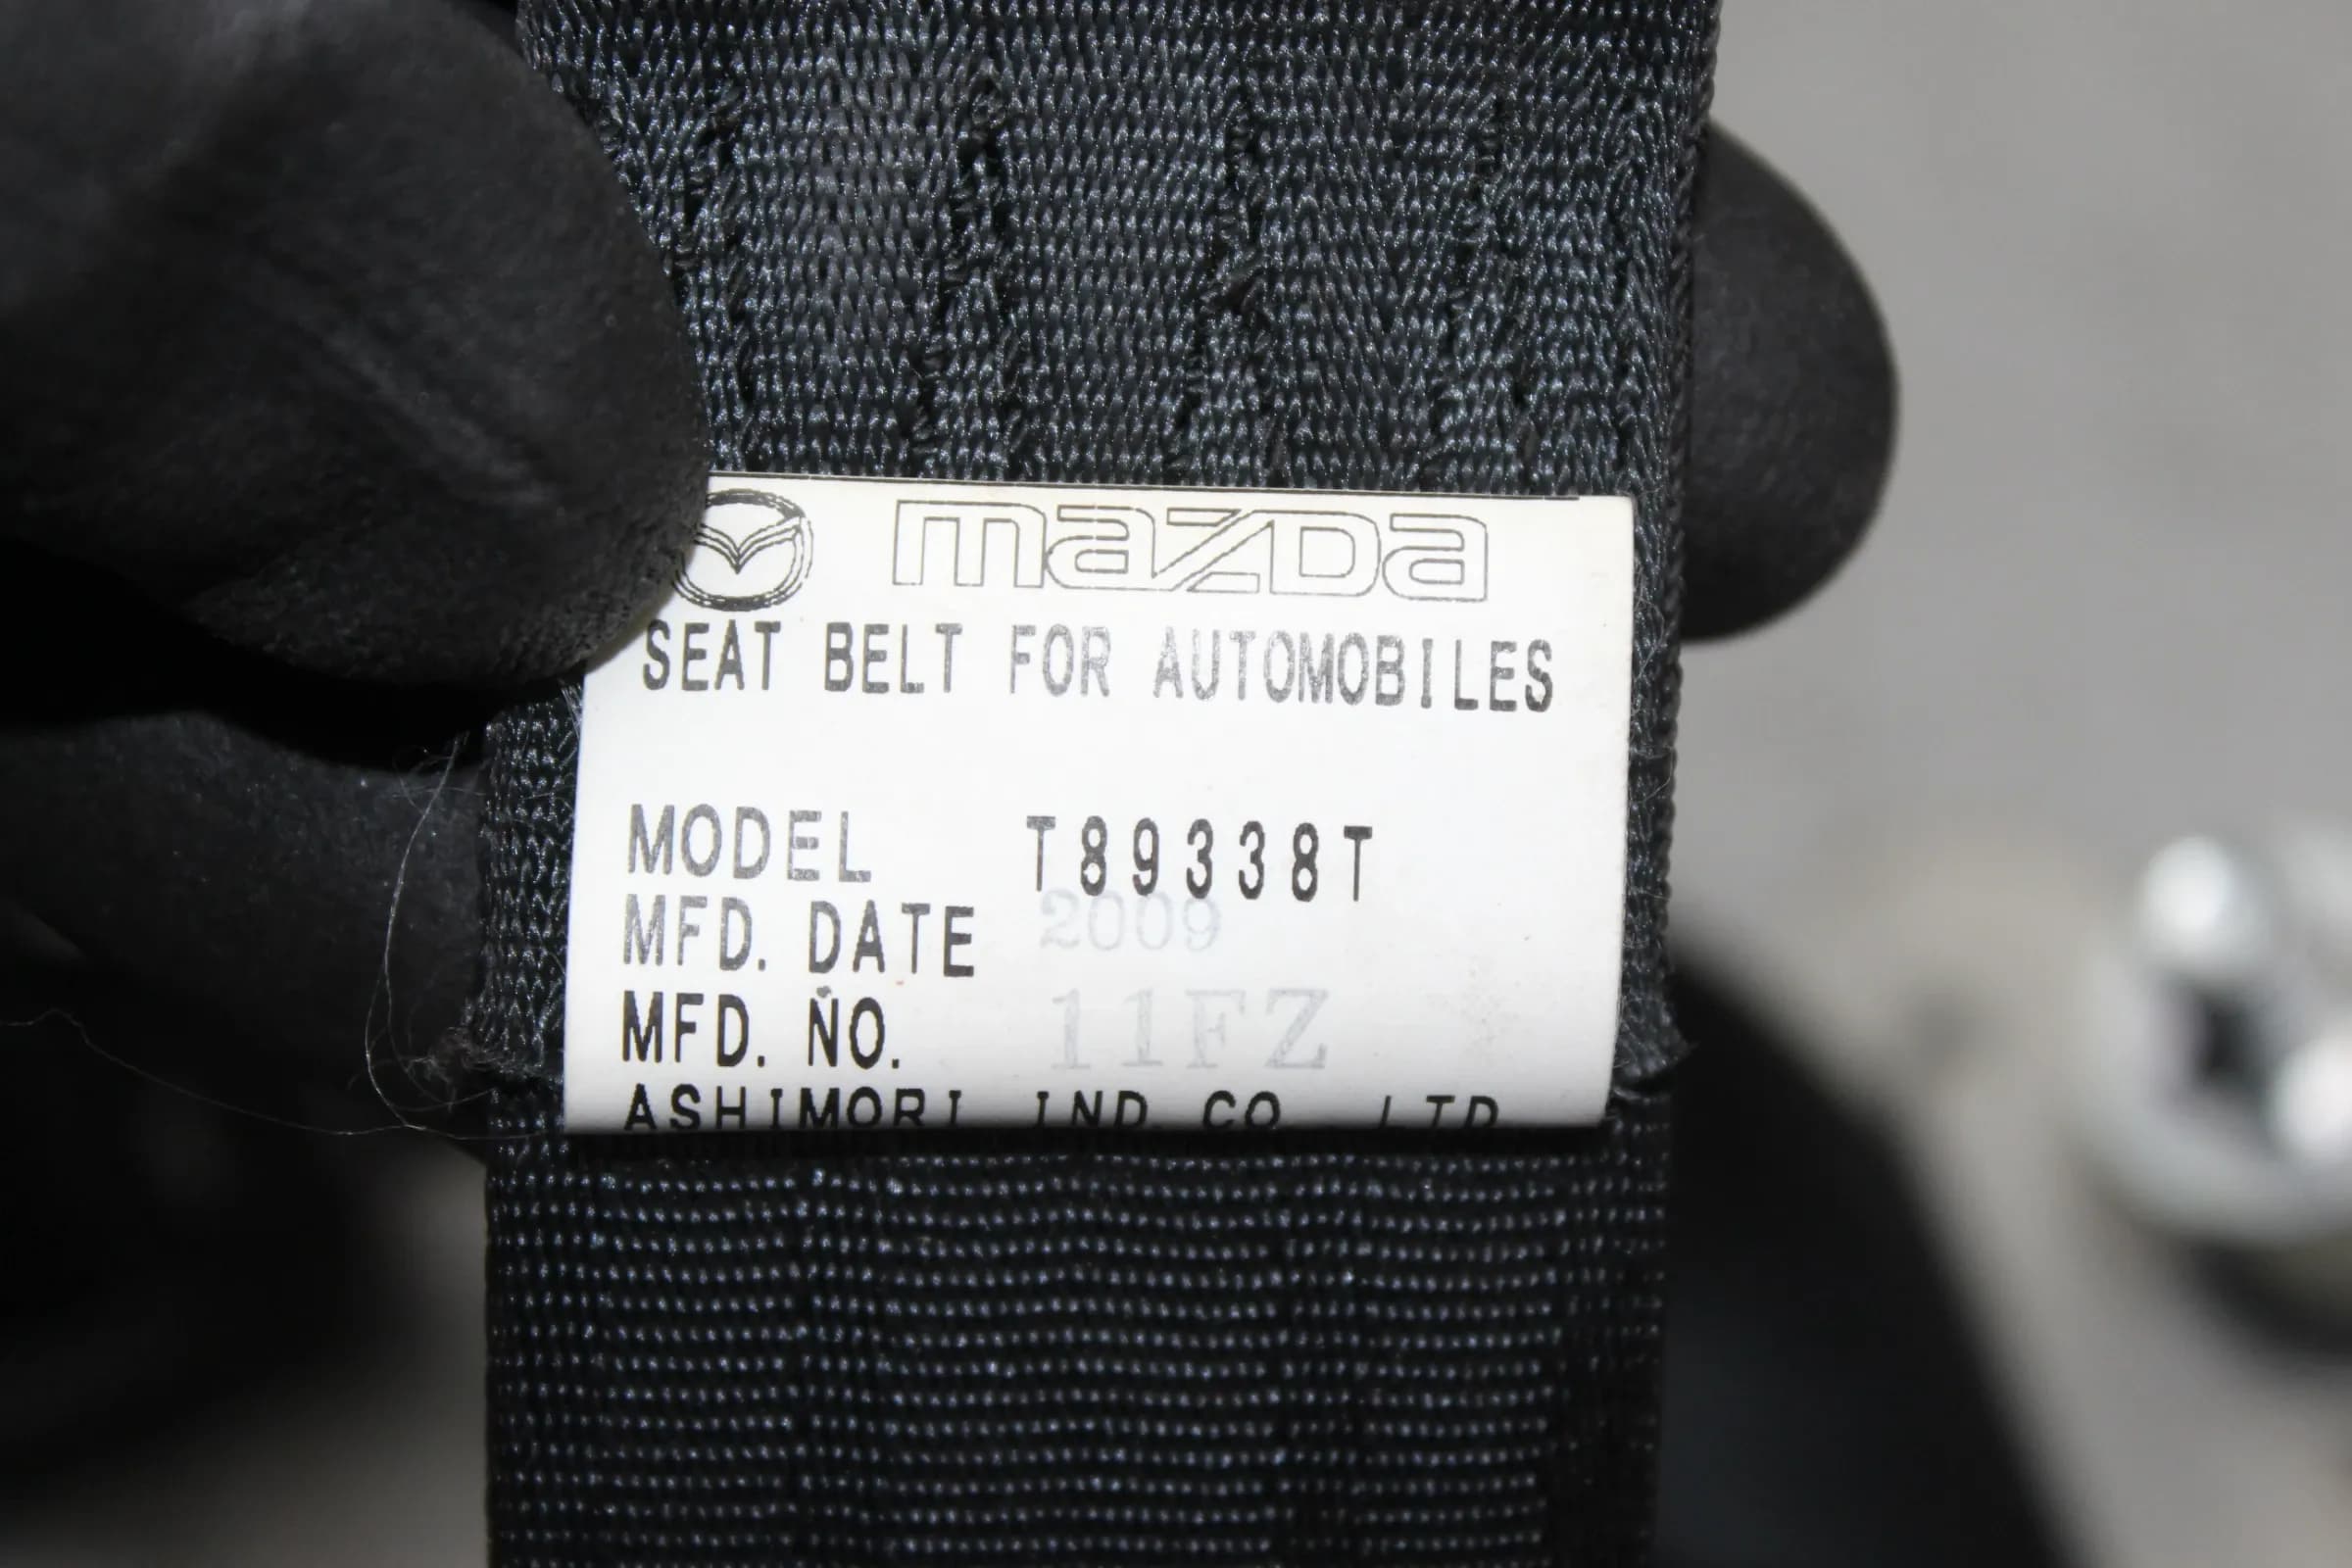 mazda
SEAT BELT FOR AUTOMOBILES
MODEL T89338T
MFD. DATE 2009
MFD. NO. 11FZ
ASHIMORI IND. CO. LTD.